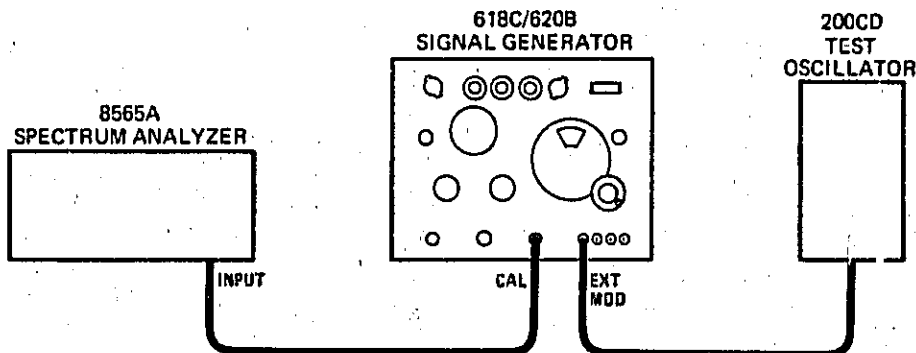 618C/620B
SIGNAL GENERATOR
200CD
TEST
OSCILLATOR
8565A
SPECTRUM ANALYZER
INPUT
CAL
EXT
MOD